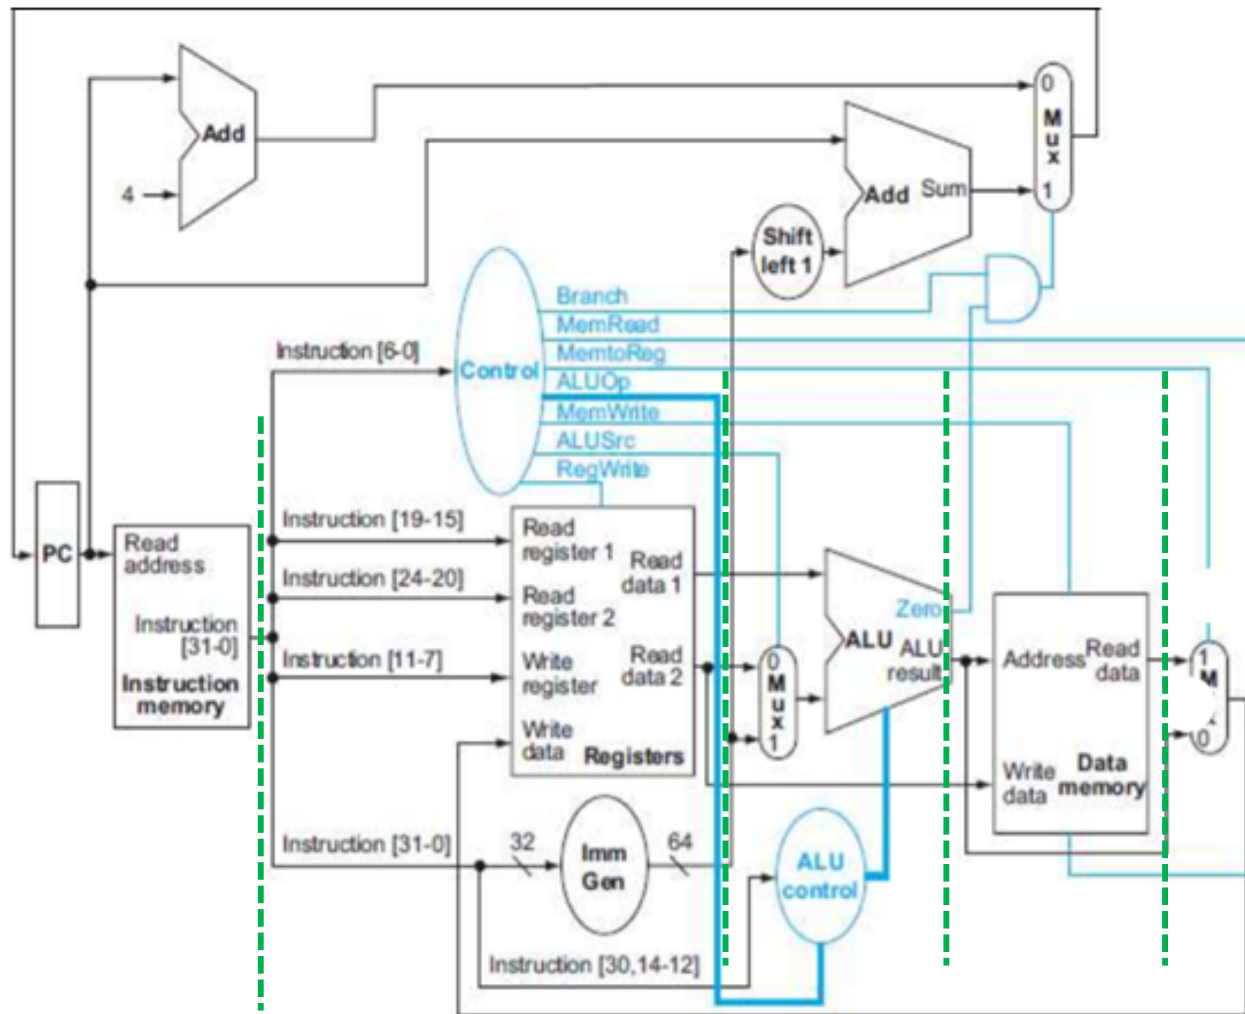 Add
4
0
Mux
1
Add Sum
Shift
left 1
Branch
MemRead
MemtoReg
ALUOp
MemWrite
ALUSrc
RegWrite
Control
Instruction [6-0]
Instruction [19-15]
Instruction [24-20]
Instruction [11-7]
Instruction [31-0]
PC
Read
address
Instruction
[31-0]
Instruction
memory
Read
register 1
Read
register 2
Write
register
Write
data
Read
data 1
Read
data 2
Registers
0
Mux
1
Zero
ALU
ALU
result
Address
Read
data
Write
data
Data
memory
1
M
0
32
Imm
Gen
64
ALU
control
Instruction [30,14-12]